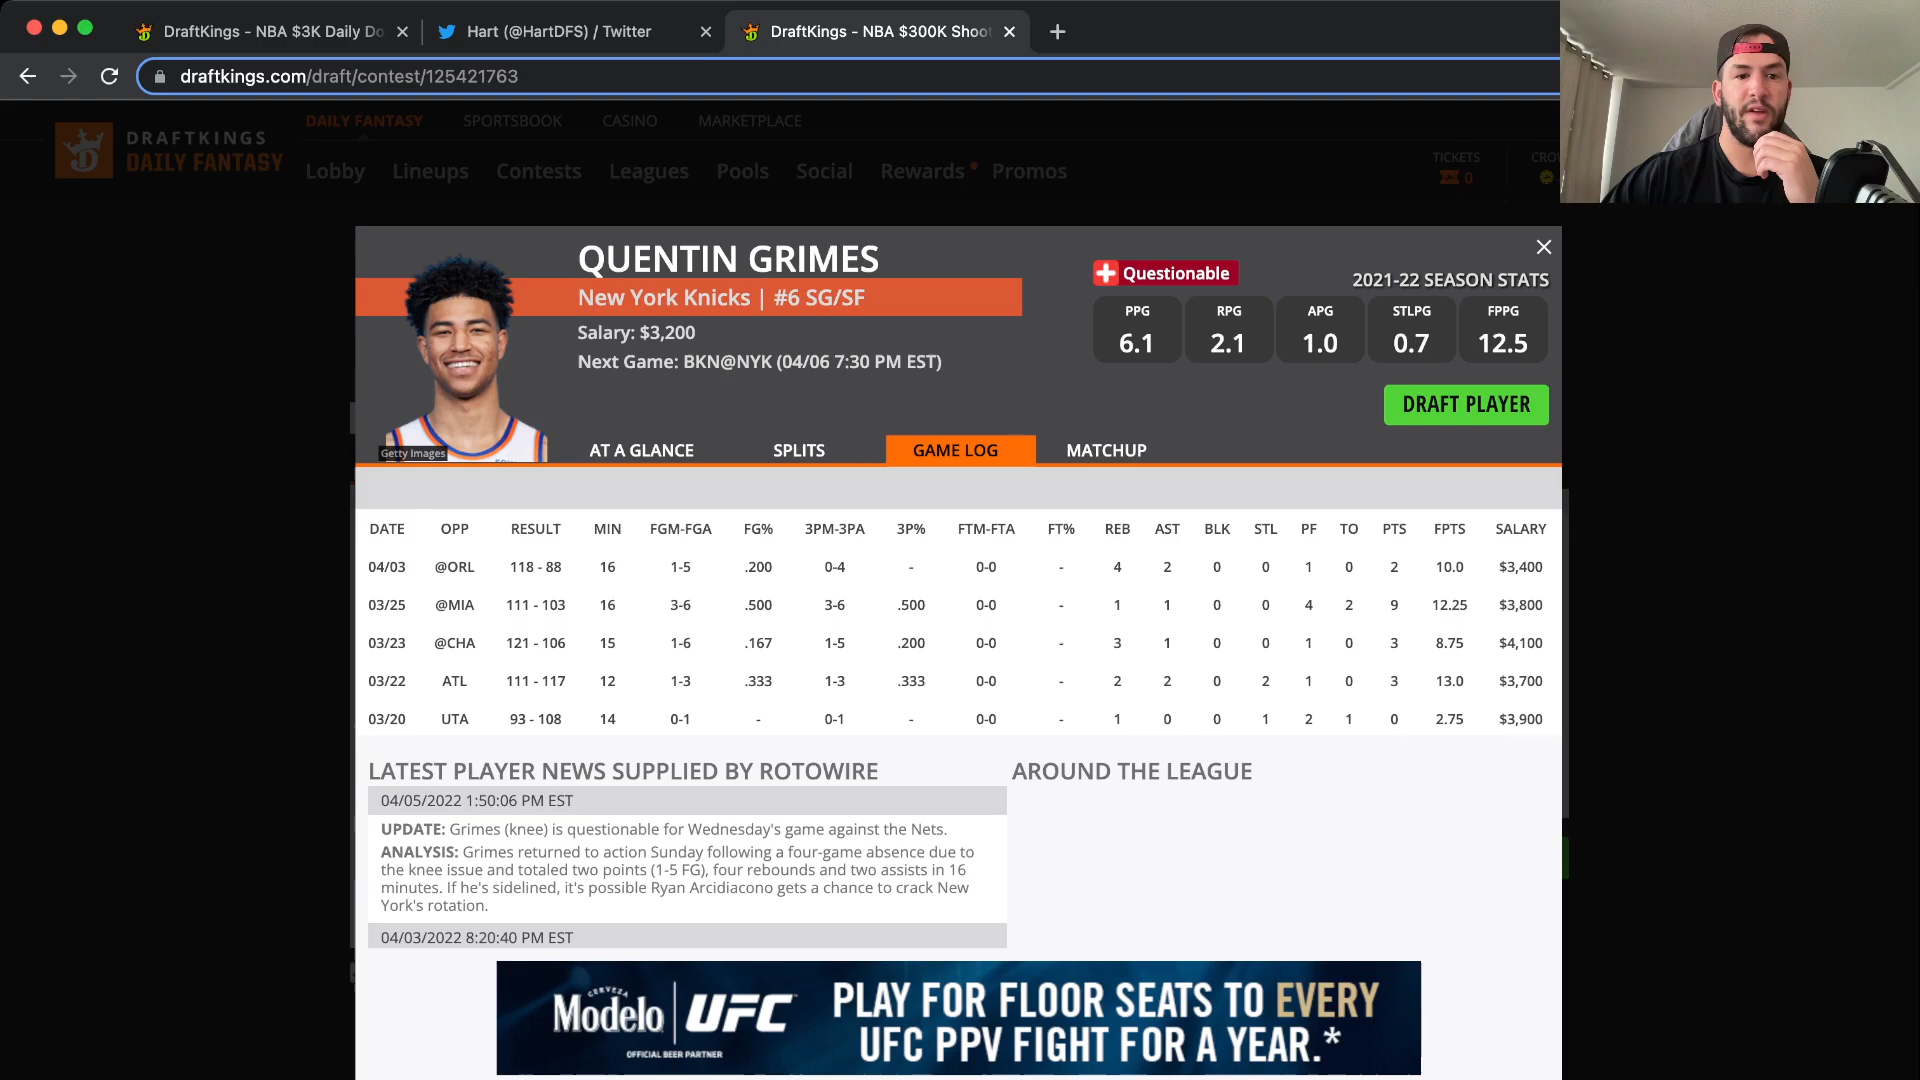 DraftKings - NBA $3K Daily Do
Hart (@HartDFS) / Twitter
DraftKings - NBA $300K Shoot
draftkings.com/draft/contest/125421763
DRAFTKINGS
DAILY FANTASY
DAILY FANTASY SPORTSBOOK CASINO MARKETPLACE
Lobby Lineups Contests Leagues Pools Social Rewards Promos
TICKETS
0
CRO
QUENTIN GRIMES
New York Knicks | #6 SG/SF
Salary: $3,200
Next Game: BKN@NYK (04/06 7:30 PM EST)
Getty Images
Questionable
2021-22 SEASON STATS
PPG RPG APG STLPG FPPG
6.1 2.1 1.0 0.7 12.5
DRAFT PLAYER
AT A GLANCE SPLITS GAME LOG MATCHUP
DATE OPP RESULT MIN FGM-FGA FG% 3PM-3PA 3P% FTM-FTA FT% REB AST BLK STL PF TO PTS FPTS SALARY
04/03 @ORL 118 - 88 16 1-5 .200 0-4 - 0-0 - 4 2 0 0 1 0 2 10.0 $3,400
03/25 @MIA 111 - 103 16 3-6 .500 3-6 .500 0-0 - 1 1 0 0 4 2 9 12.25 $3,800
03/23 @CHA 121 - 106 15 1-6 .167 1-5 .200 0-0 - 3 1 0 0 1 0 3 8.75 $4,100
03/22 ATL 111 - 117 12 1-3 .333 1-3 .333 0-0 - 2 2 0 2 1 0 3 13.0 $3,700
03/20 UTA 93 - 108 14 0-1 - 0-1 - 0-0 - 1 0 0 1 2 1 0 2.75 $3,900
LATEST PLAYER NEWS SUPPLIED BY ROTOWIRE
AROUND THE LEAGUE
04/05/2022 1:50:06 PM EST
UPDATE: Grimes (knee) is questionable for Wednesday's game against the Nets.
ANALYSIS: Grimes returned to action Sunday following a four-game absence due to
the knee issue and totaled two points (1-5 FG), four rebounds and two assists in 16
minutes. If he's sidelined, it's possible Ryan Arcidiacono gets a chance to crack New
York's rotation.
04/03/2022 8:20:40 PM EST
CERVEZA
Modelo
OFFICIAL BEER PARTNER
UFC
PLAY FOR FLOOR SEATS TO EVERY
UFC PPV FIGHT FOR A YEAR.*